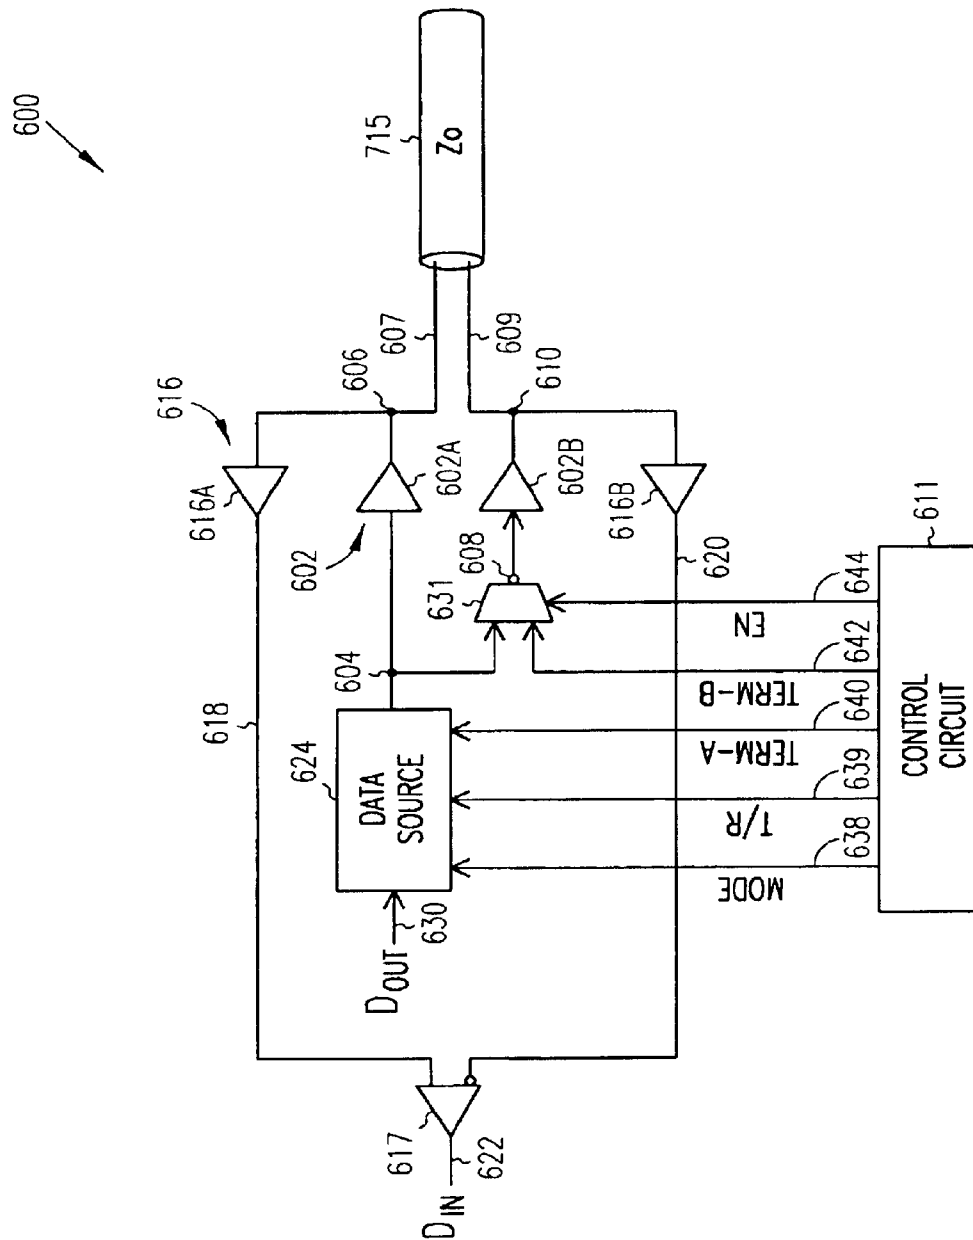 600
715
Zo
607
609
606
610
616
616A
602A
602
602B
616B
608
631
620
604
618
624
DATA
SOURCE
D_OUT
630
617
622
D_IN
EN
644
TERM-B
642
TERM-A
640
T/R
639
MODE
638
611
CONTROL
CIRCUIT